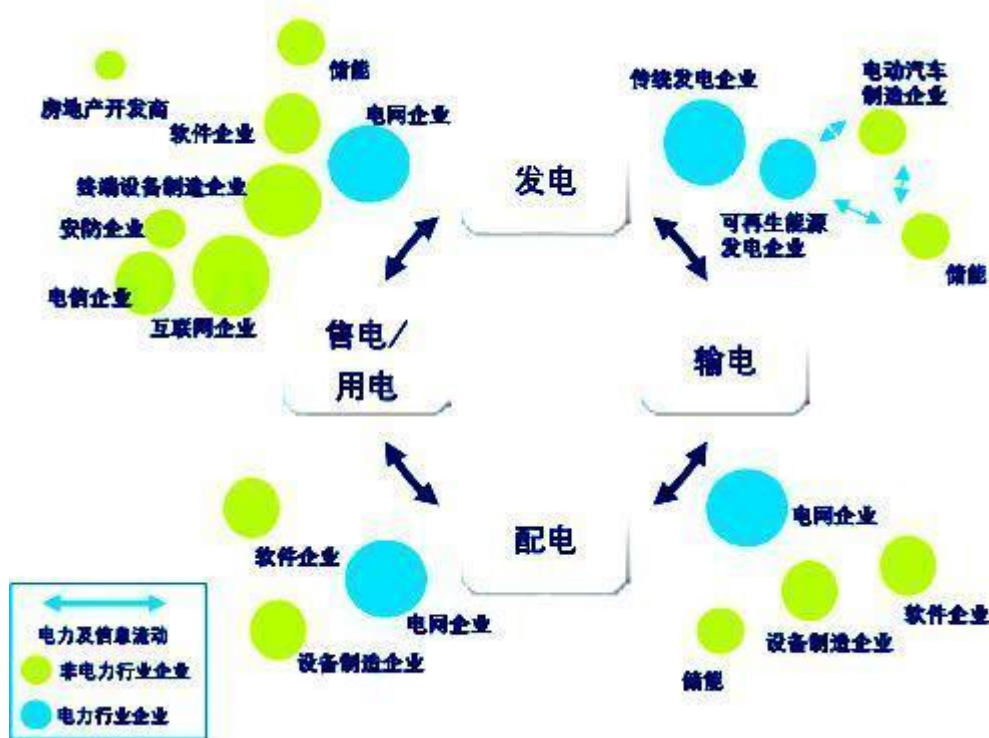 储能
房地产开发商
软件企业
电网企业
终端设备制造企业
安防企业
电信企业
互联网企业
传统发电企业
电动汽车
制造企业
可再生能源
发电企业
储能
发电
售电/
用电
输电
配电
软件企业
电网企业
设备制造企业
电网企业
软件企业
设备制造企业
储能
电力及信息流动
非电力行业企业
电力行业企业